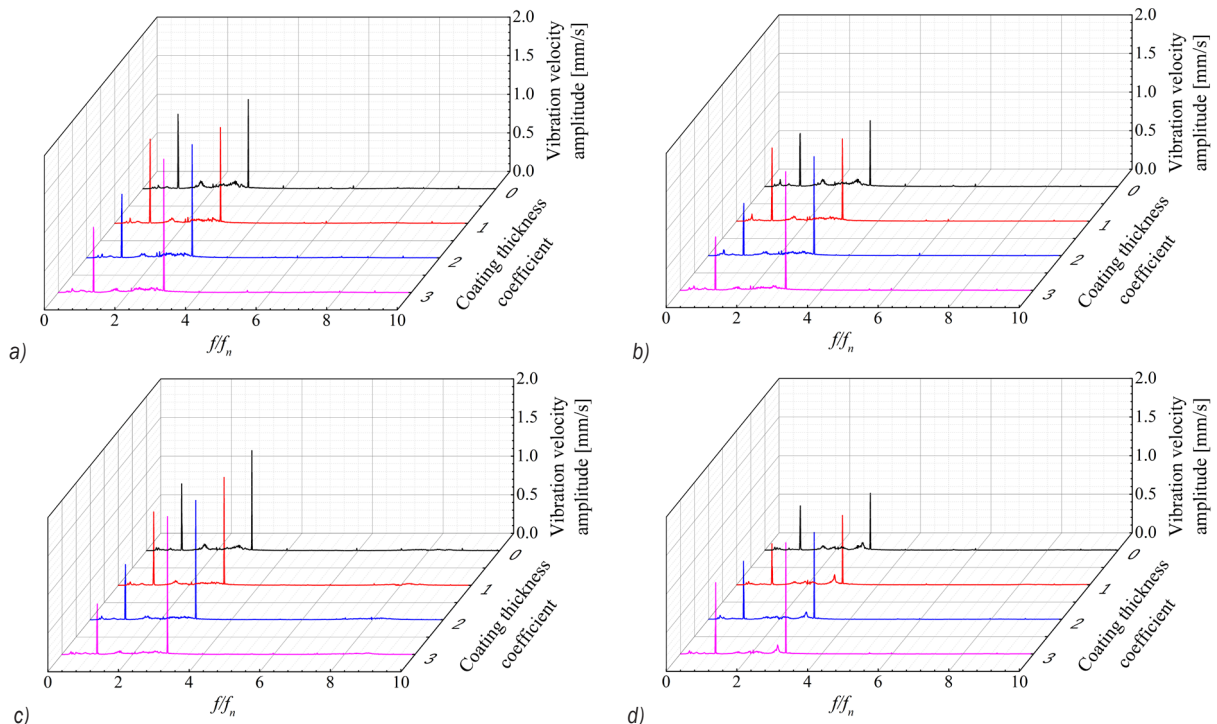 2.0
1.5
1.0
0.5
0.0
Vibration velocity
amplitude [mm/s]
0
1
2
3
Coating thickness
coefficient
0 2 4 6 8 10
f/fn
a)
2.0
1.5
1.0
0.5
0.0
Vibration velocity
amplitude [mm/s]
0
1
2
3
Coating thickness
coefficient
0 2 4 6 8 10
f/fn
b)
2.0
1.5
1.0
0.5
0.0
Vibration velocity
amplitude [mm/s]
0
1
2
3
Coating thickness
coefficient
0 2 4 6 8 10
f/fn
c)
2.0
1.5
1.0
0.5
0.0
Vibration velocity
amplitude [mm/s]
0
1
2
3
Coating thickness
coefficient
0 2 4 6 8 10
f/fn
d)